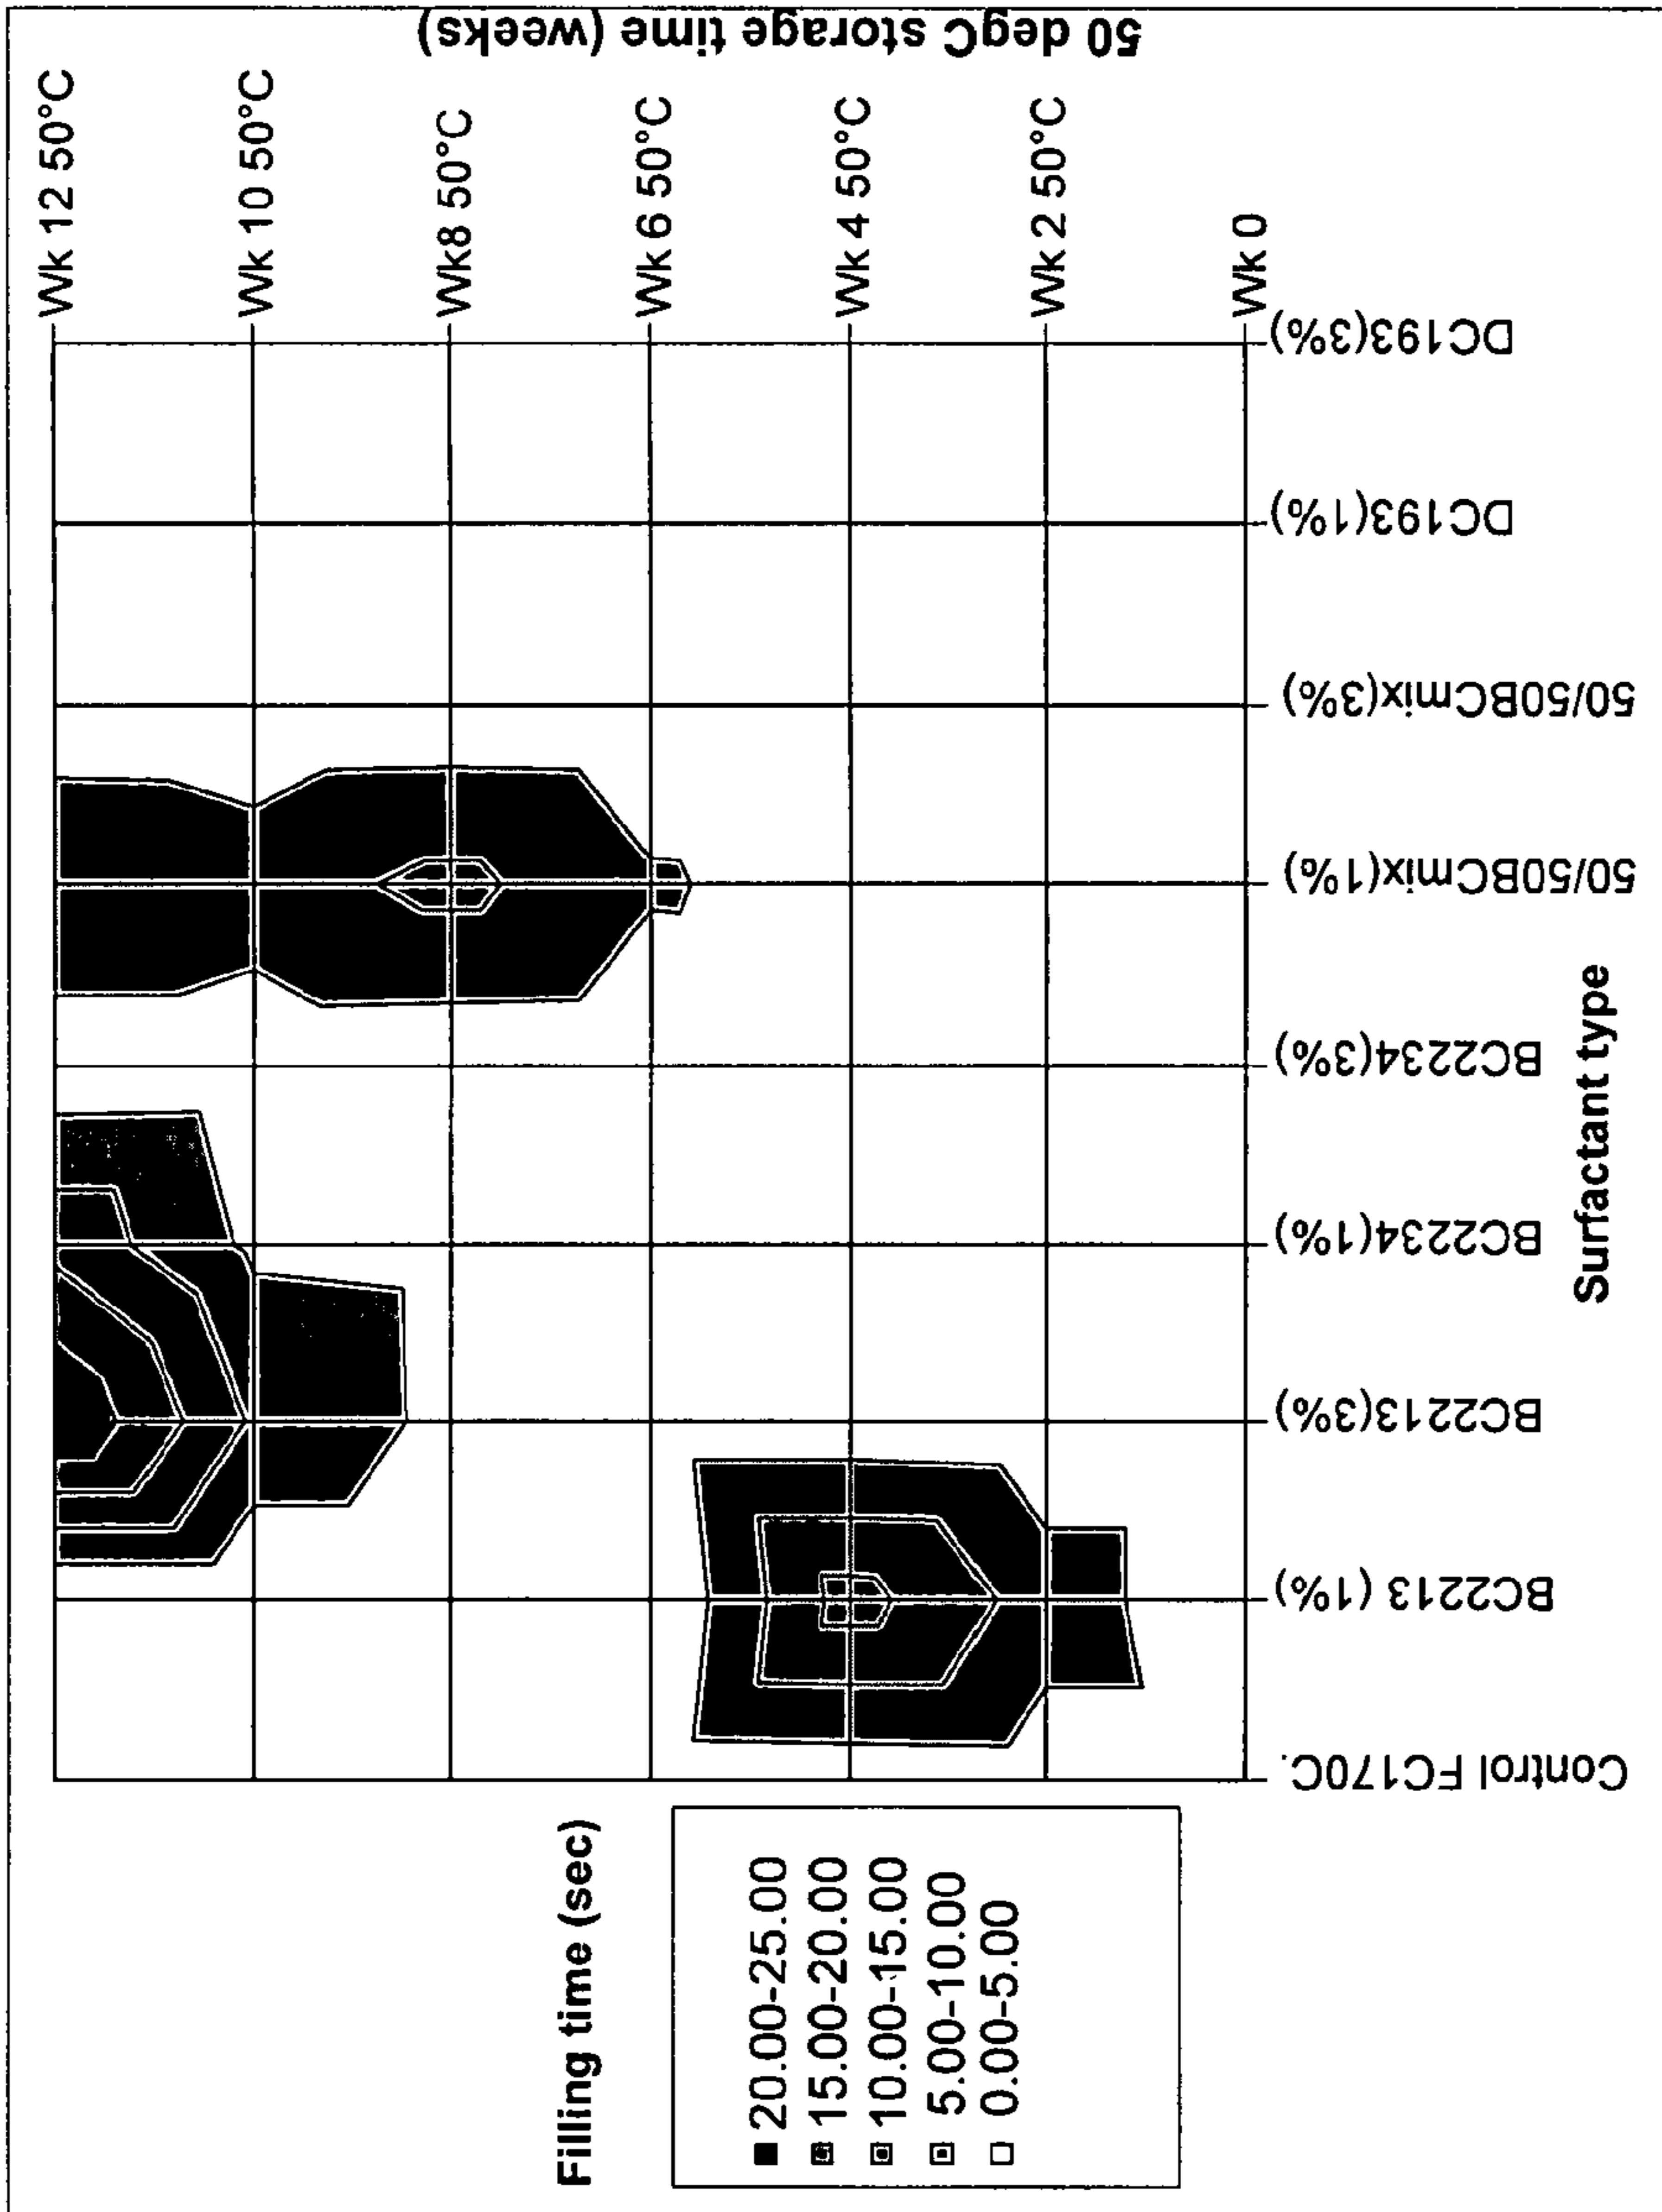 Filling time (sec)
20.00-25.00
15.00-20.00
10.00-15.00
5.00-10.00
0.00-5.00
Wk 12 50°C
Wk 10 50°C
Wk8 50°C
Wk 6 50°C
Wk 4 50°C
Wk 2 50°C
Wk 0
50 degC storage time (weeks)
Control FC170C.
BC2213 (1%)
BC2213(3%)
BC2234(1%)
BC2234(3%)
50/50BCmix(1%)
50/50BCmix(3%)
DC193(1%)
DC193(3%)
Surfactant type